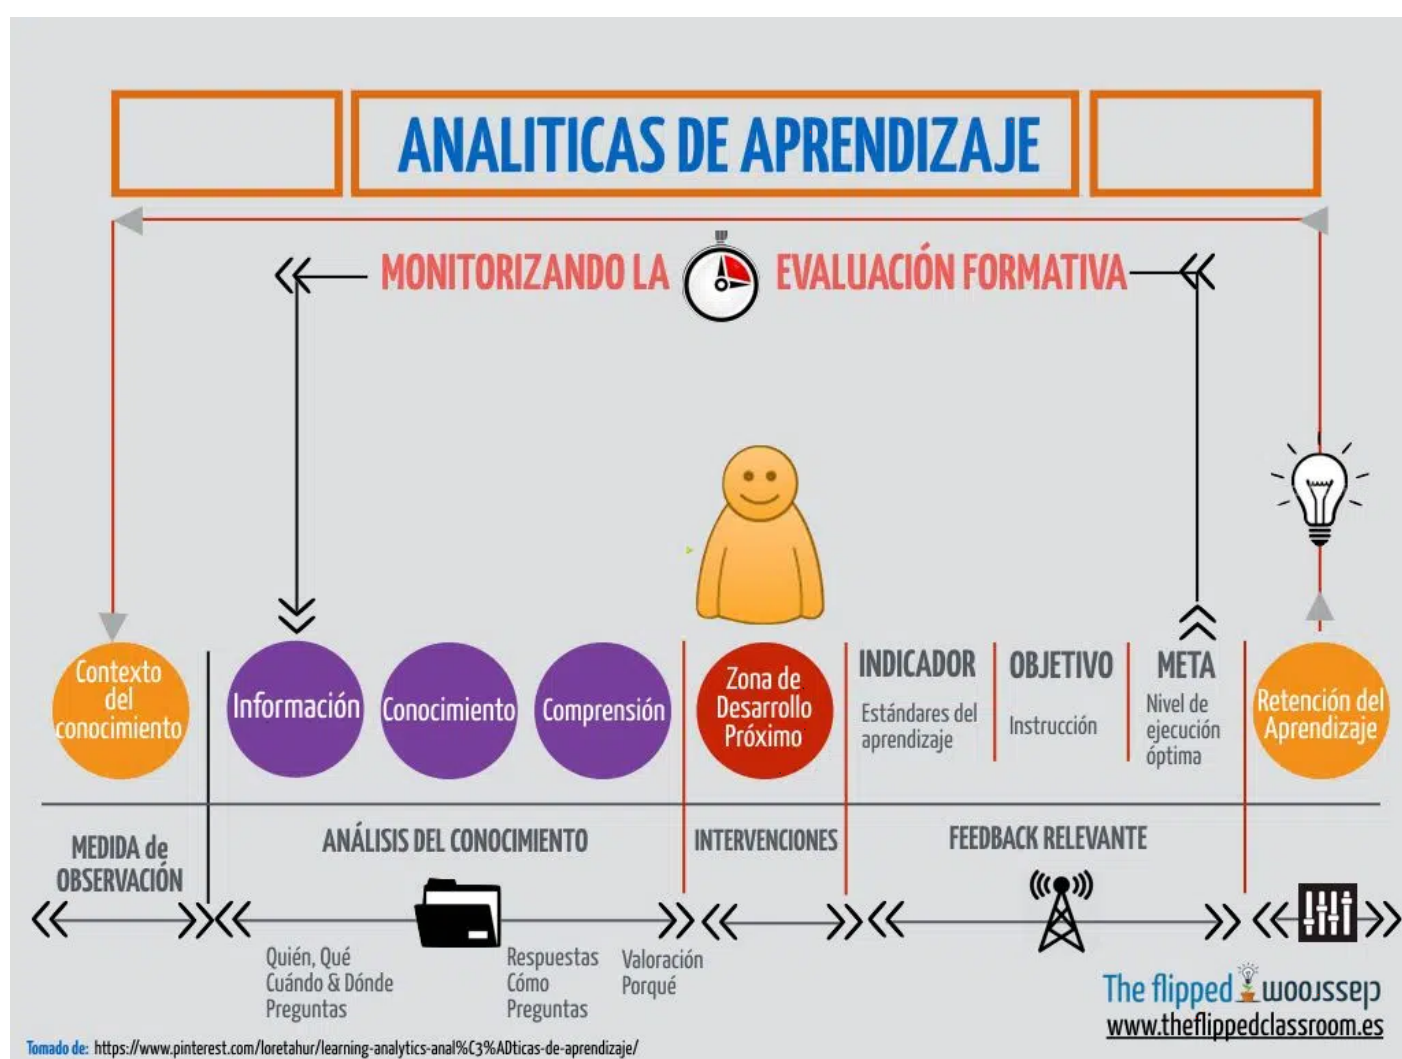 ANALITICAS DE APRENDIZAJE
MONITORIZANDO LA EVALUACIÓN FORMATIVA
Contexto
del
conocimiento
Información
Conocimiento
Comprensión
Zona de
Desarrollo
Próximo
INDICADOR
Estándares del
aprendizaje
OBJETIVO
Instrucción
META
Nivel de
ejecución
óptima
Retención del
Aprendizaje
MEDIDA de
OBSERVACIÓN
ANÁLISIS DEL CONOCIMIENTO
INTERVENCIONES
FEEDBACK RELEVANTE
Quién, Qué
Cuándo & Dónde
Preguntas
Respuestas
Cómo
Preguntas
Valoración
Porqué
The flipped classroom
www.theflippedclassroom.es
Tomado de: https://www.pinterest.com/loretahur/learning-analytics-anal%C3%ADticas-de-aprendizaje/